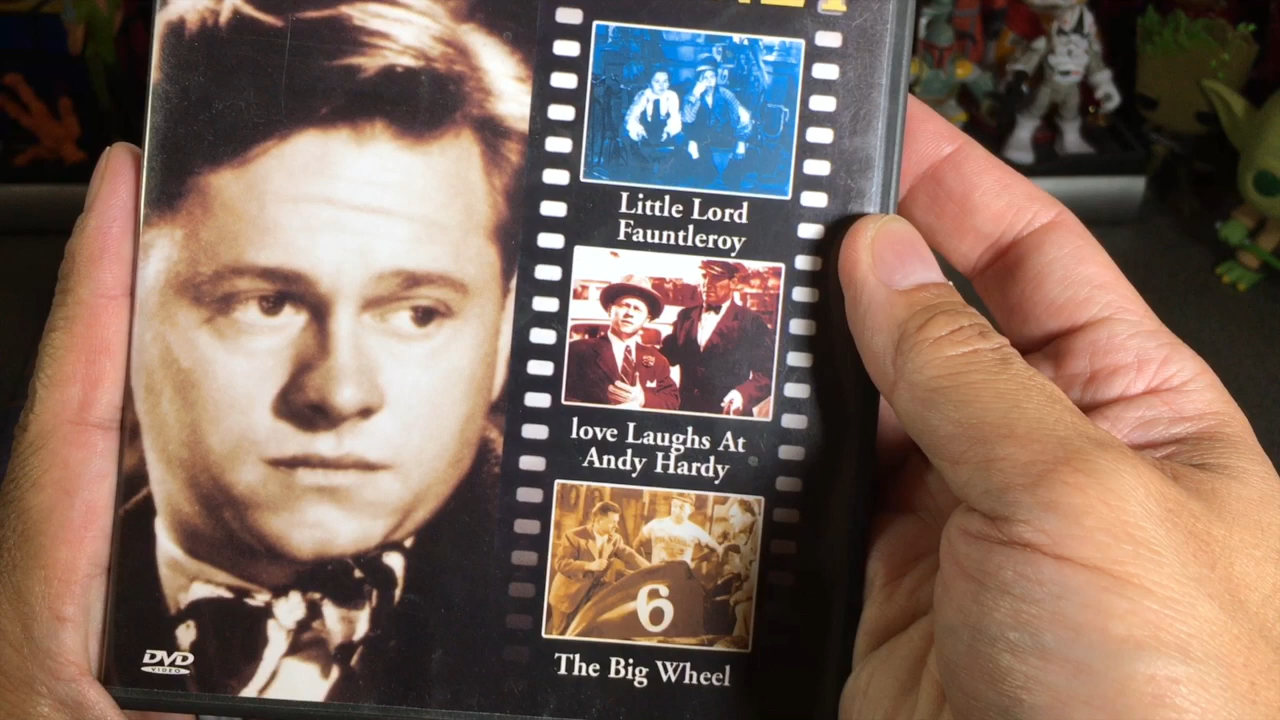 Little Lord
Fauntleroy
love Laughs At
Andy Hardy
6
The Big Wheel
DVD
VIDEO